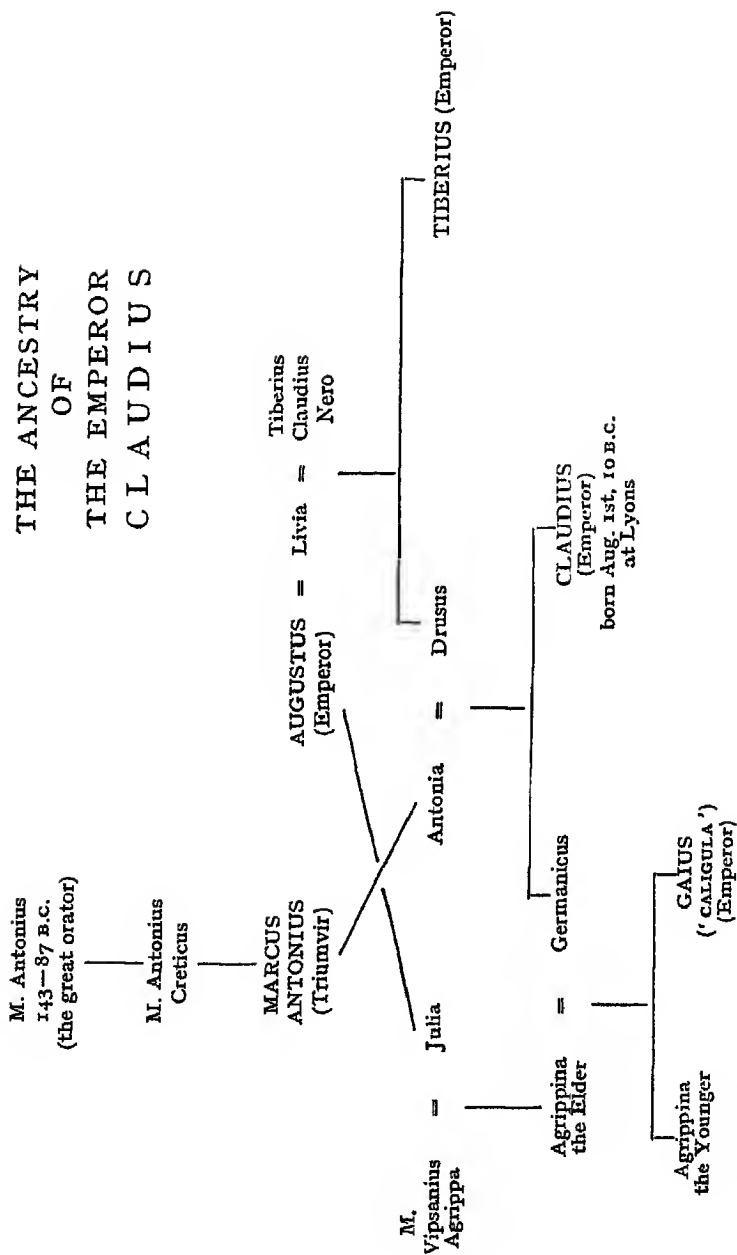 THE ANCESTRY
OF
THE EMPEROR
CLAUDIUS
M. Antonius
143—87 B.C.
(the great orator)
M. Antonius
Creticus
MARCUS
ANTONIUS
(Triumvir)
AUGUSTUS
(Emperor)
= Livia =
Tiberius
Claudius
Nero
M.
Vipsanius
Agrippa
=
Julia
Antonia
=
Drusus
TIBERIUS (Emperor)
Agrippina
the Elder
=
Germanicus
CLAUDIUS
(Emperor)
born Aug. 1st, 10 B.C.
at Lyons
Agrippina
the Younger
GAIUS
('CALIGULA')
(Emperor)